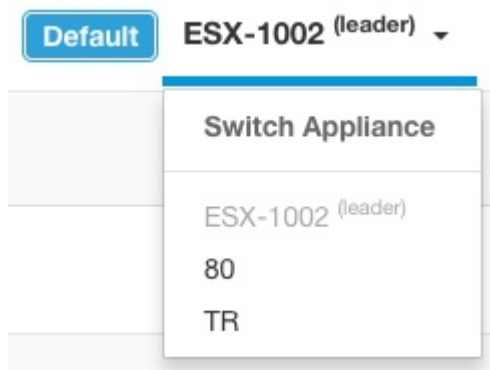 Default ESX-1002 (leader)
Switch Appliance
ESX-1002 (leader)
80
TR